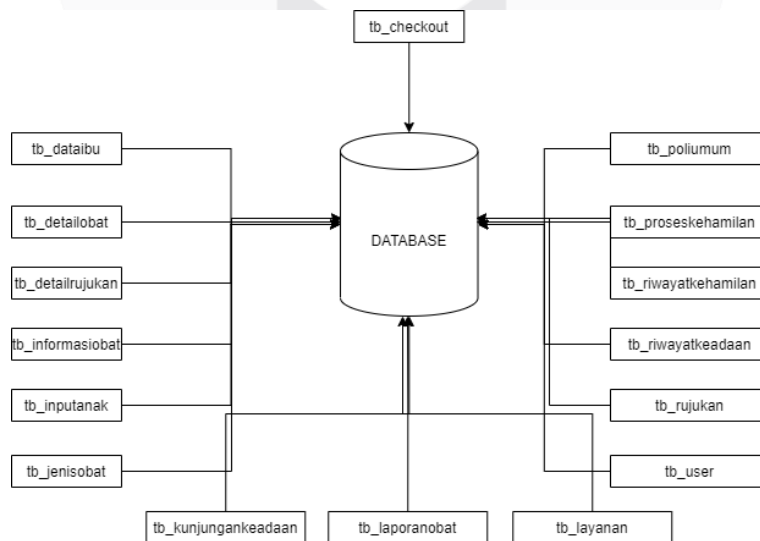 tb_checkout
tb_dataibu
tb_poliumum
tb_detailobat
tb_proseskehamilan
DATABASE
tb_detailrujukan
tb_riwayatkehamilan
tb_informasiobat
tb_riwayatkeadaan
tb_inputanak
tb_rujukan
tb_jenisobat
tb_user
tb_kunjungankeadaan
tb_laporanobat
tb_layanan